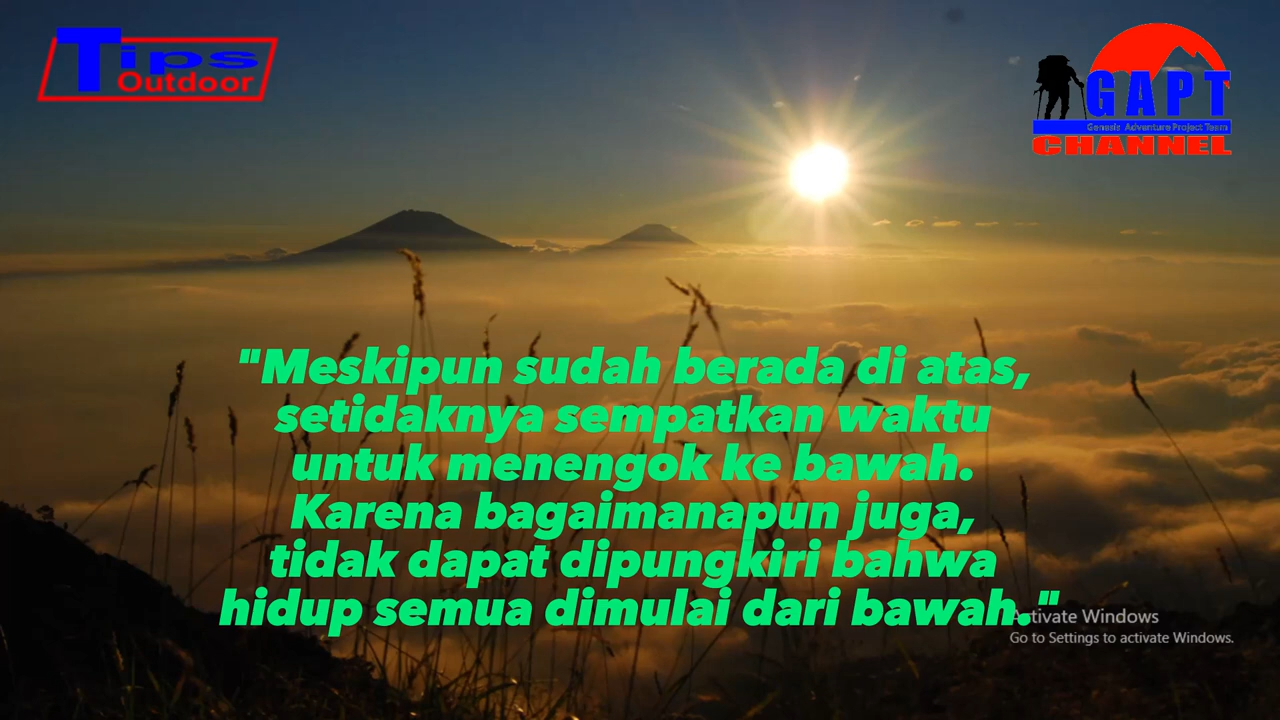 Tips
Outdoor
GAPT
Genesis Adventure Project Team
CHANNEL
"Meskipun sudah berada di atas,
setidaknya sempatkan waktu
untuk menengok ke bawah.
Karena bagaimanapun juga,
tidak dapat dipungkiri bahwa
hidup semua dimulai dari bawah."
Activate Windows
Go to Settings to activate Windows.